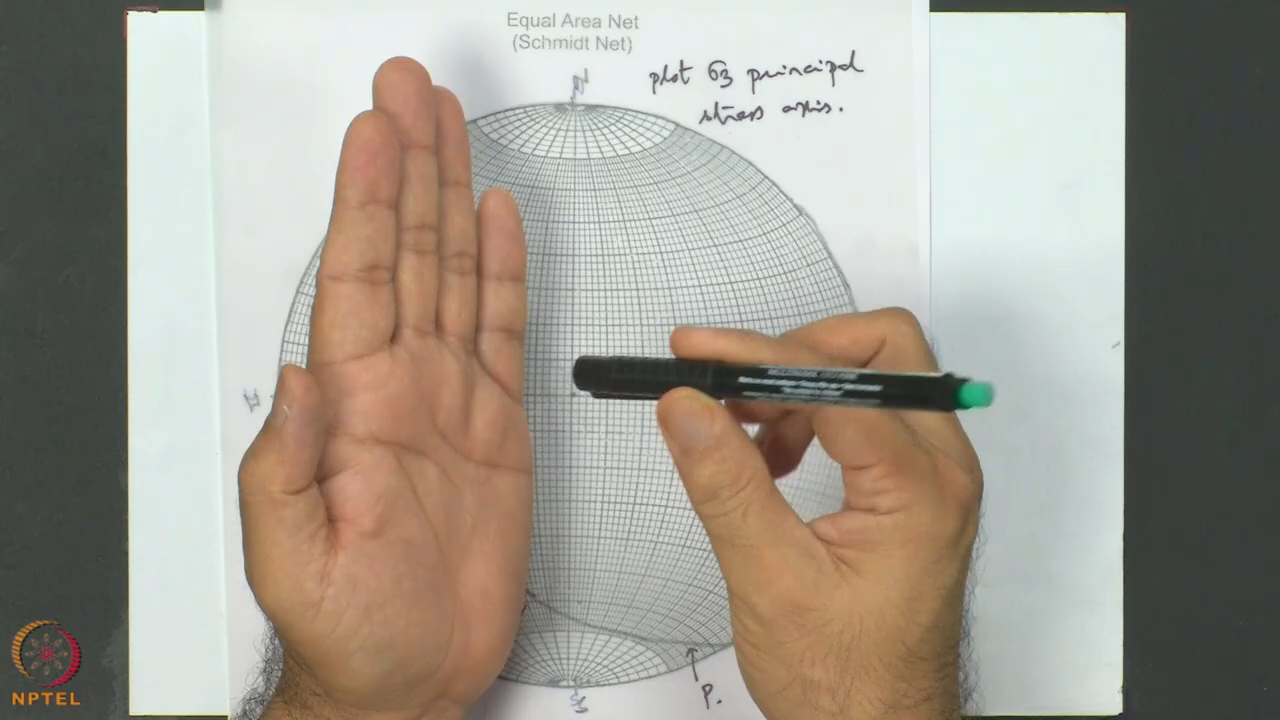 Equal Area Net
(Schmidt Net)
N
plot σ3 principal
stress axis.
P.
S
NPTEL